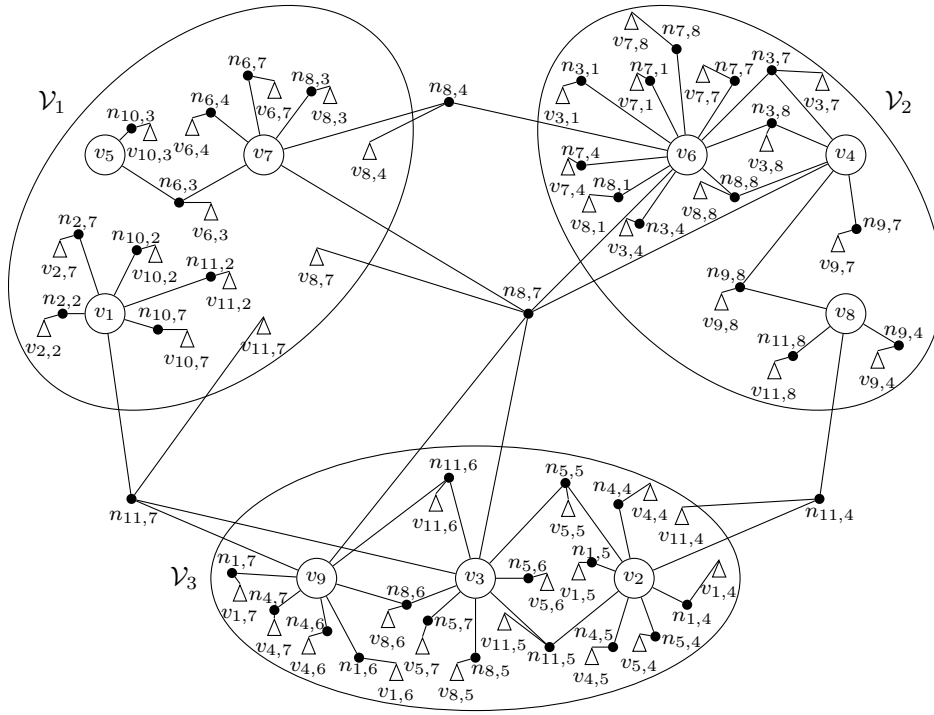 n7,8
n6,7
v7,8
n3,7
n8,3
n3,1
n7,1
n7,7
n8,4
𝒱1
n6,4
v6,7
v8,3
v7,1
v7,7
v3,7
𝒱2
n10,3
v3,1
n3,8
v6,4
v10,3
v5
v7
n7,4
v6
v3,8
v4
v8,4
n6,3
v7,4
n8,1
n8,8
v8,8
v6,3
v8,1
n3,4
n2,7
n10,2
v3,4
n9,7
v2,7
v10,2
n11,2
v8,7
n9,8
v9,7
n2,2
v1
v11,2
n8,7
v9,8
v8
n10,7
n11,8
n9,4
v2,2
v10,7
v11,7
v11,8
v9,4
n11,6
n5,5
n4,4
n11,7
v11,6
v5,5
v4,4
v11,4
n11,4
𝒱3
n1,7
v9
v3
n5,6
n1,5
v2
v1,7
n4,7
n8,6
v5,6
v1,5
v1,4
n4,6
n5,7
n1,4
v4,7
v4,6
v8,6
v5,7
v11,5
n4,5
n5,4
n1,6
n8,5
n11,5
v1,6
v8,5
v4,5
v5,4